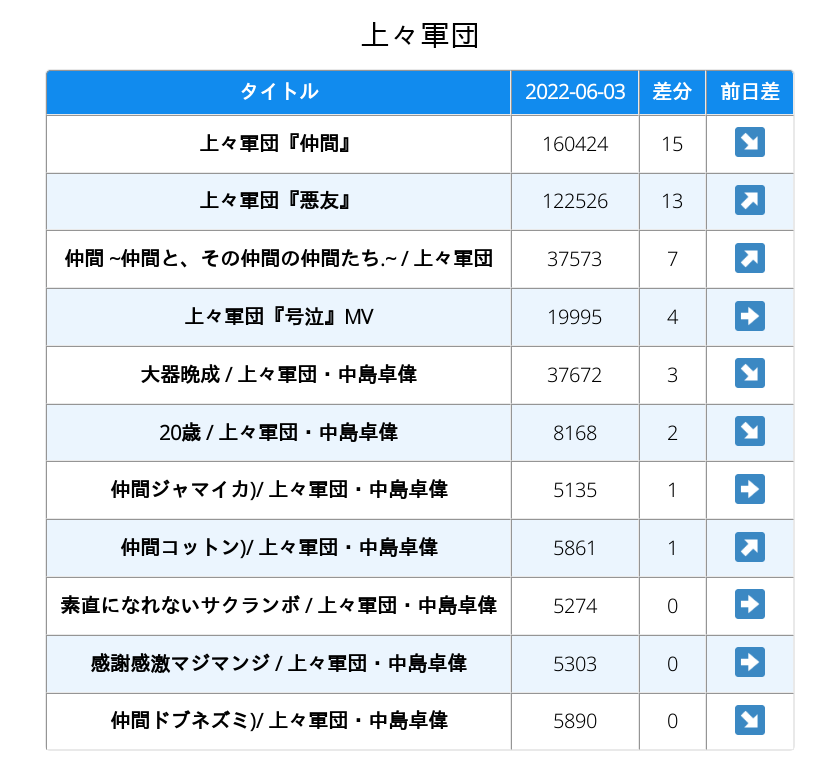 上々軍団
タイトル 2022-06-03 差分 前日差
上々軍団『仲間』 160424 15 ↘
上々軍団『悪友』 122526 13 ↗
仲間 ~仲間と、その仲間の仲間たち.~ / 上々軍団 37573 7 ↗
上々軍団『号泣』MV 19995 4 ➡
大器晩成 / 上々軍団・中島卓偉 37672 3 ↘
20歳 / 上々軍団・中島卓偉 8168 2 ↘
仲間ジャマイカ)/ 上々軍団・中島卓偉 5135 1 ➡
仲間コットン)/ 上々軍団・中島卓偉 5861 1 ↗
素直になれないサクランボ / 上々軍団・中島卓偉 5274 0 ➡
感謝感激マジマンジ / 上々軍団・中島卓偉 5303 0 ➡
仲間ドブネズミ)/ 上々軍団・中島卓偉 5890 0 ↘